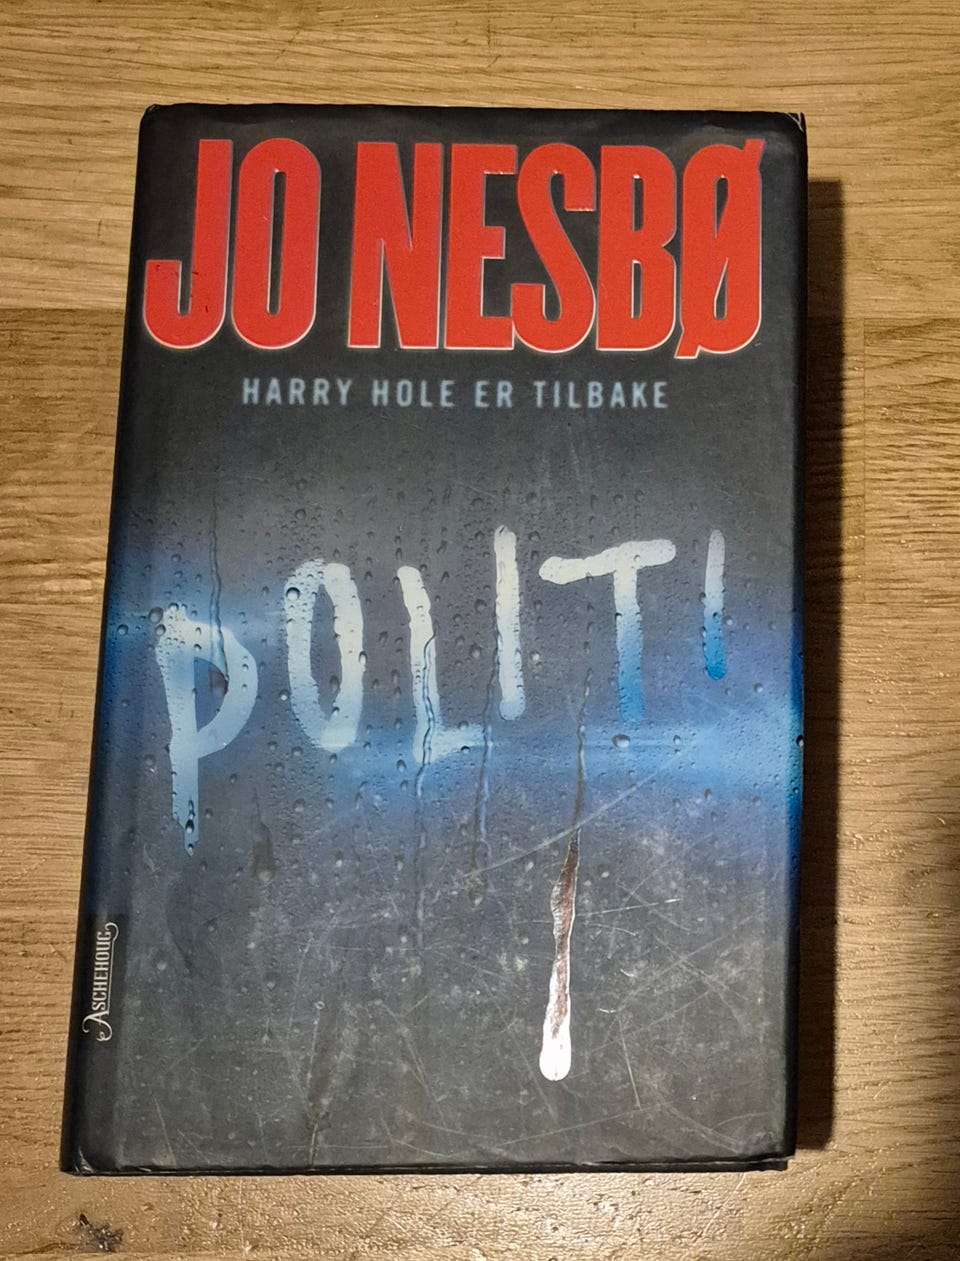 JO NESBØ
HARRY HOLE ER TILBAKE
POLITI
ASCHEHOUG